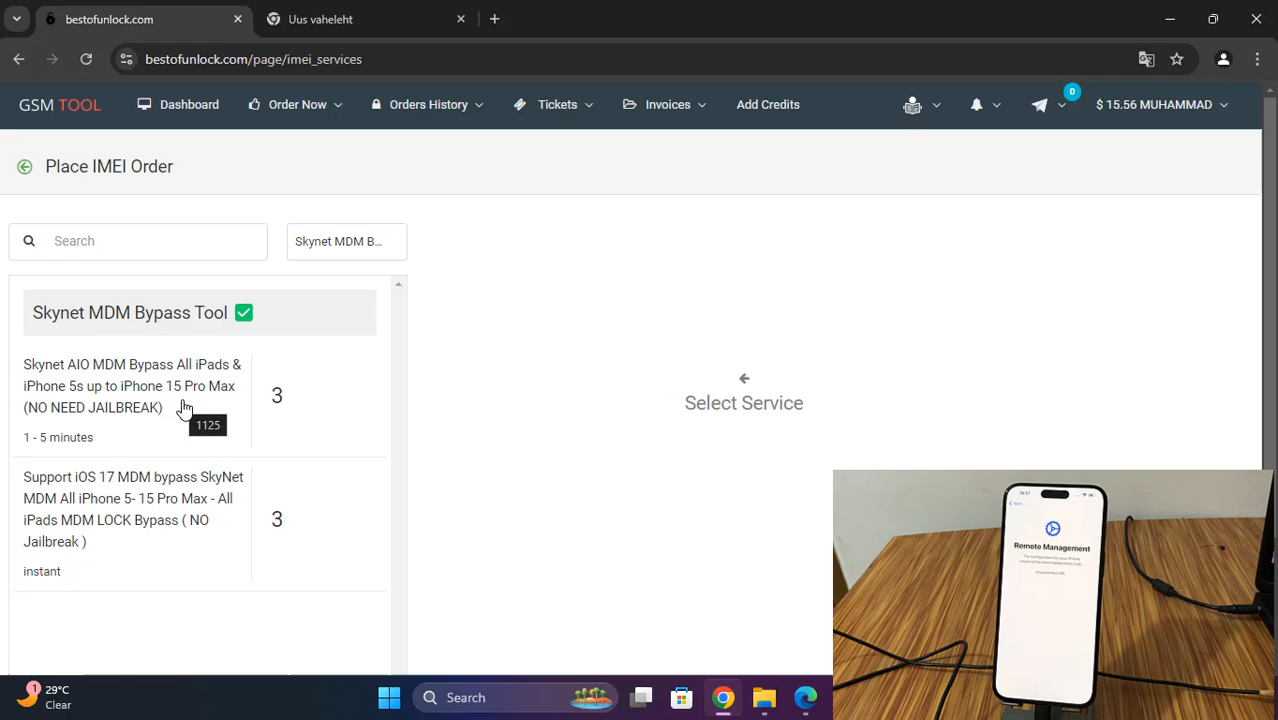 bestofunlock.com
Uus vaheleht
bestofunlock.com/page/imei_services
GSM TOOL
Dashboard
Order Now
Orders History
Tickets
Invoices
Add Credits
0
$ 15.56 MUHAMMAD
Place IMEI Order
Search
Skynet MDM B...
Skynet MDM Bypass Tool
Skynet AIO MDM Bypass All iPads &
iPhone 5s up to iPhone 15 Pro Max
(NO NEED JAILBREAK)
1 - 5 minutes
3
1125
Support iOS 17 MDM bypass SkyNet
MDM All iPhone 5- 15 Pro Max - All
iPads MDM LOCK Bypass ( NO
Jailbreak )
instant
3
Select Service
Remote Management
1
29°C
Clear
Search